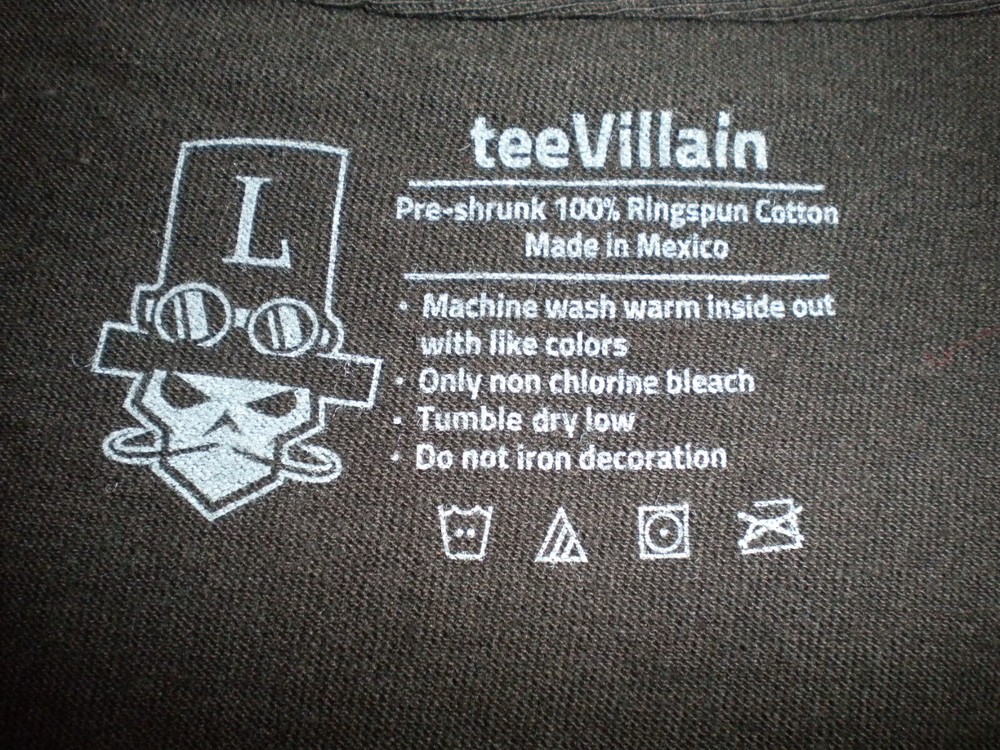 L
teeVillain
Pre-shrunk 100% Ringspun Cotton
Made in Mexico
• Machine wash warm inside out
with like colors
• Only non chlorine bleach
• Tumble dry low
• Do not iron decoration